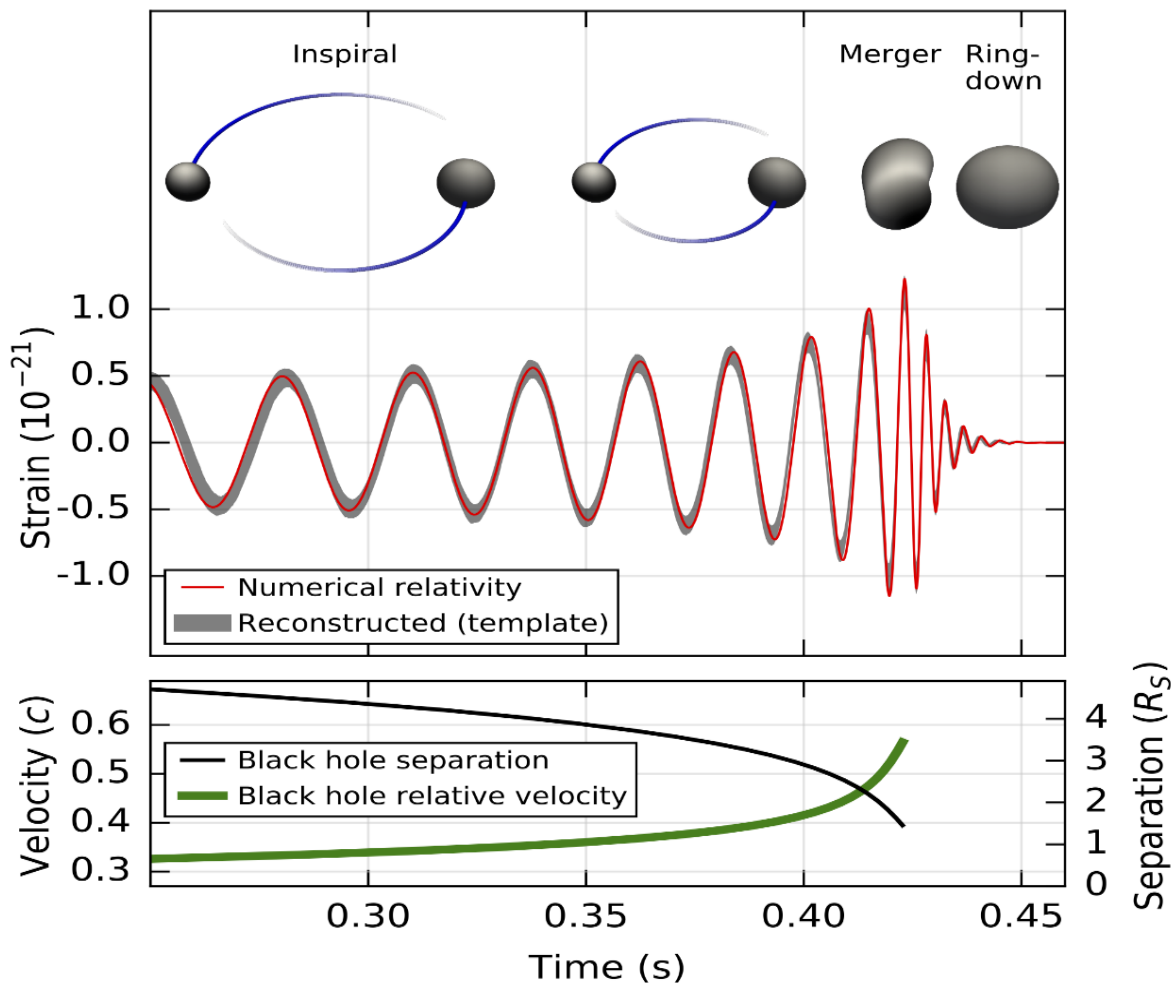 Inspiral
Merger
Ring-
down
Strain (10⁻²¹)
1.0
0.5
0.0
-0.5
-1.0
Numerical relativity
Reconstructed (template)
Velocity (c)
0.6
0.5
0.4
0.3
Black hole separation
Black hole relative velocity
4
3
2
1
0
Separation (R_S)
0.30
0.35
0.40
0.45
Time (s)